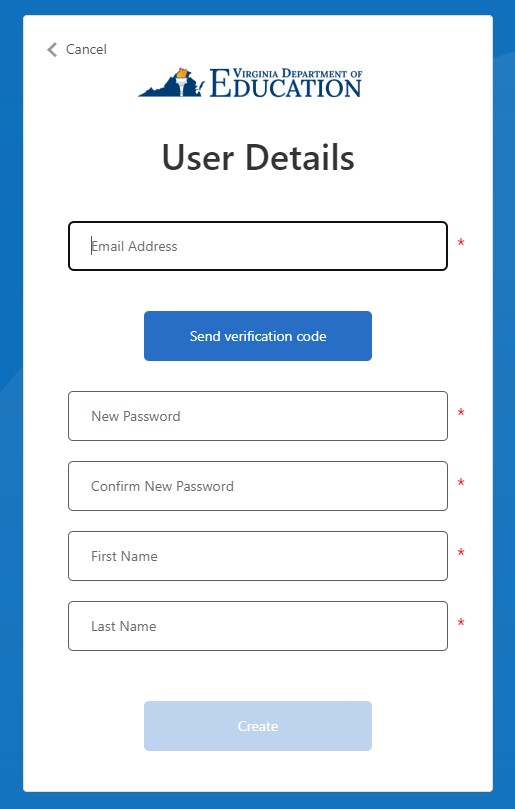 Cancel
VIRGINIA DEPARTMENT OF
EDUCATION
User Details
Email Address
*
Send verification code
New Password
*
Confirm New Password
*
First Name
*
Last Name
*
Create